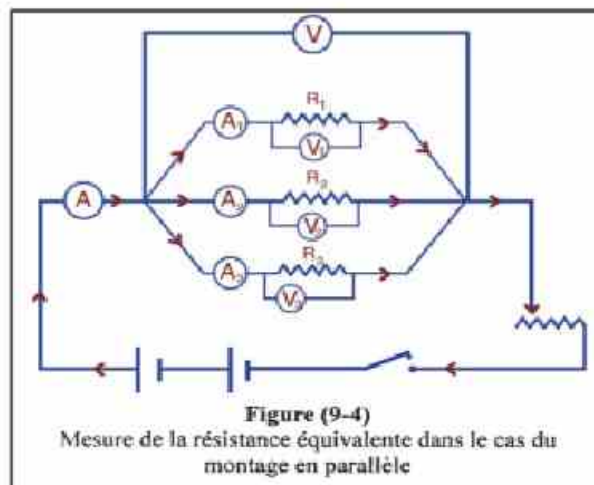 V
R₁
A₁
V₁
R₂
A
A₂
V₂
R₃
A₃
V₃
Figure (9-4)
Mesure de la résistance équivalente dans le cas du
montage en parallèle